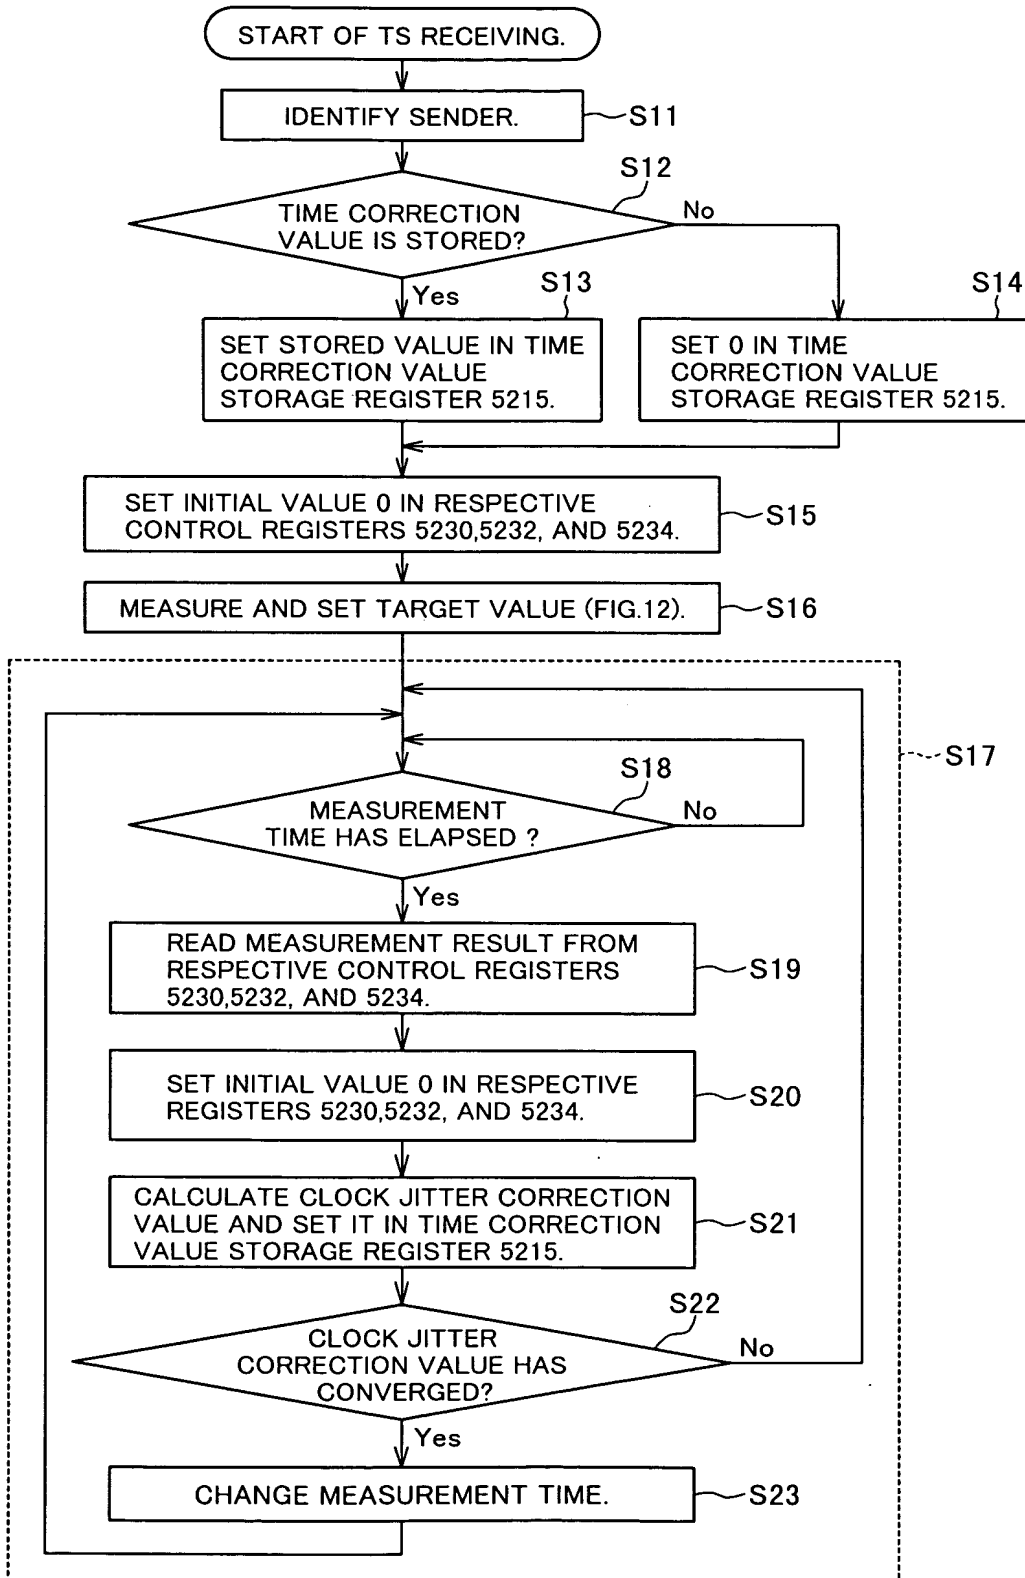 START OF TS RECEIVING.
IDENTIFY SENDER.
S11
S12
TIME CORRECTION
VALUE IS STORED?
No
Yes
S13
SET STORED VALUE IN TIME
CORRECTION VALUE
STORAGE REGISTER 5215.
S14
SET 0 IN TIME
CORRECTION VALUE
STORAGE REGISTER 5215.
SET INITIAL VALUE 0 IN RESPECTIVE
CONTROL REGISTERS 5230,5232, AND 5234.
S15
MEASURE AND SET TARGET VALUE (FIG.12).
S16
S17
S18
MEASUREMENT
TIME HAS ELAPSED ?
No
Yes
READ MEASUREMENT RESULT FROM
RESPECTIVE CONTROL REGISTERS
5230,5232, AND 5234.
S19
SET INITIAL VALUE 0 IN RESPECTIVE
REGISTERS 5230,5232, AND 5234.
S20
CALCULATE CLOCK JITTER CORRECTION
VALUE AND SET IT IN TIME CORRECTION
VALUE STORAGE REGISTER 5215.
S21
S22
CLOCK JITTER
CORRECTION VALUE HAS
CONVERGED?
No
Yes
CHANGE MEASUREMENT TIME.
S23